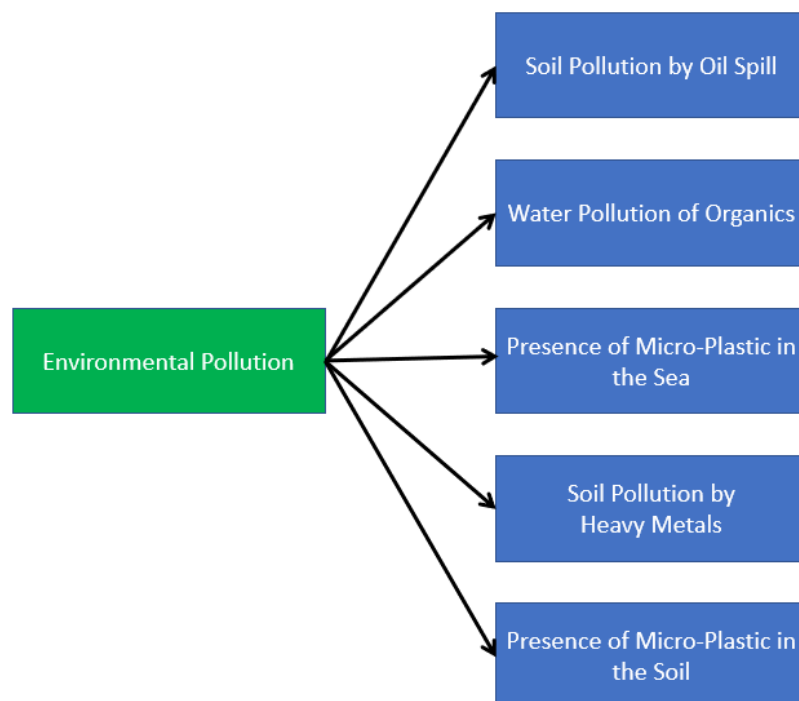 Soil Pollution by Oil Spill
Water Pollution of Organics
Environmental Pollution
Presence of Micro-Plastic in
the Sea
Soil Pollution by
Heavy Metals
Presence of Micro-Plastic in
the Soil